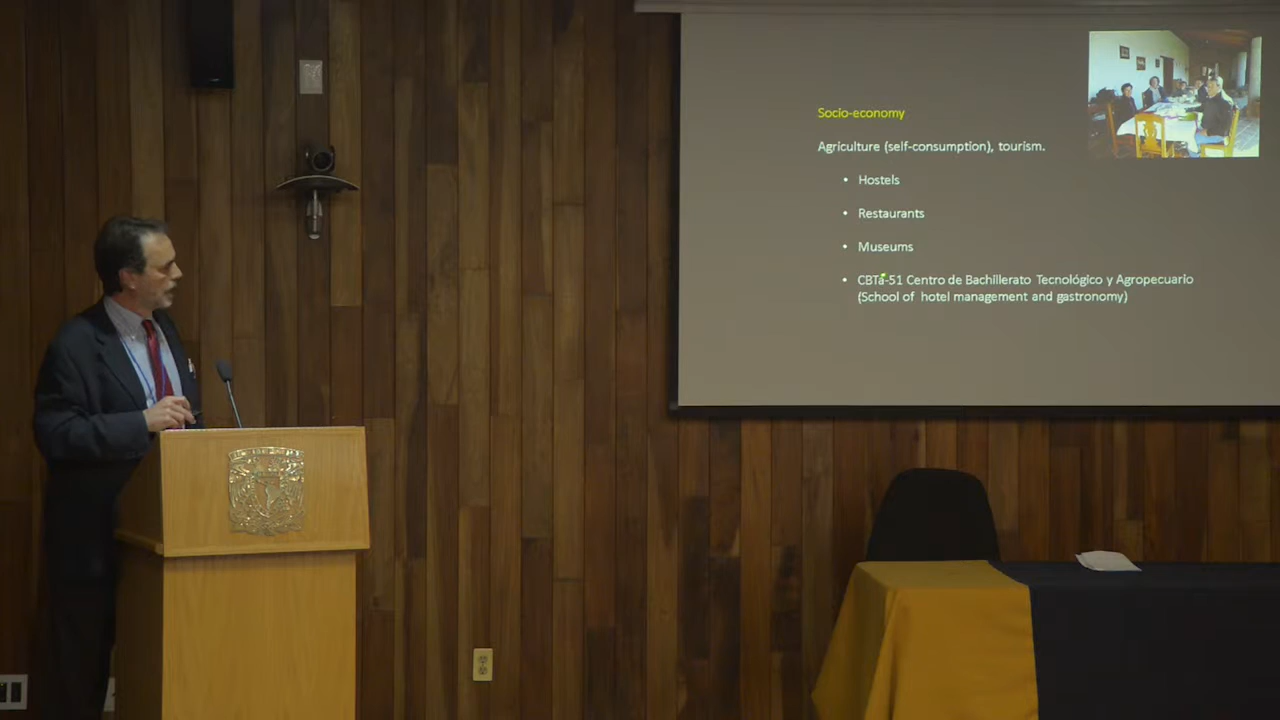 Socio-economy
Agriculture (self-consumption), tourism.
• Hostels
• Restaurants
• Museums
• CBTa-51 Centro de Bachillerato Tecnológico y Agropecuario
(School of hotel management and gastronomy)